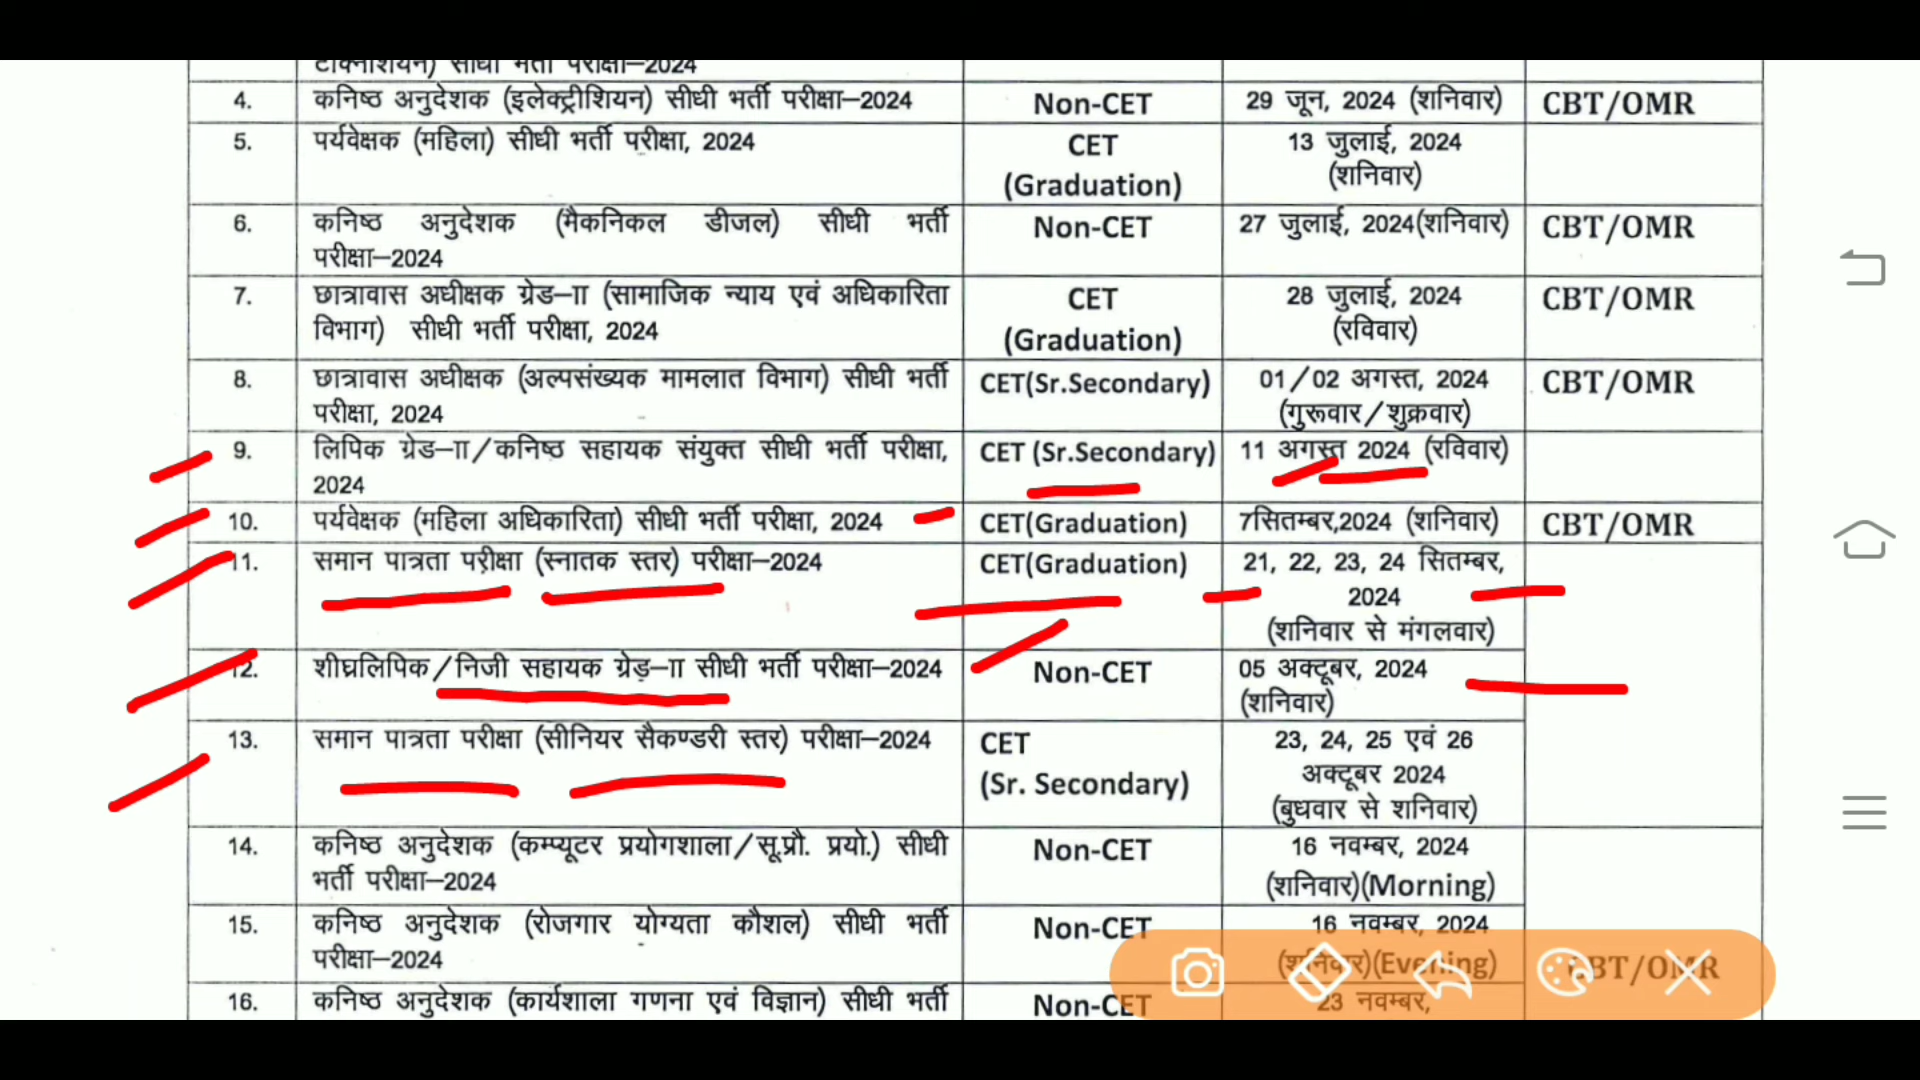 टेक्नीशियन) सीधी भर्ती परीक्षा–2024
4. कनिष्ठ अनुदेशक (इलेक्ट्रीशियन) सीधी भर्ती परीक्षा–2024 Non-CET 29 जून, 2024 (शनिवार) CBT/OMR
5. पर्यवेक्षक (महिला) सीधी भर्ती परीक्षा, 2024 CET 13 जुलाई, 2024
(Graduation) (शनिवार)
6. कनिष्ठ अनुदेशक (मैकनिकल डीजल) सीधी भर्ती Non-CET 27 जुलाई, 2024(शनिवार) CBT/OMR
परीक्षा–2024
7. छात्रावास अधीक्षक ग्रेड–II (सामाजिक न्याय एवं अधिकारिता CET 28 जुलाई, 2024 CBT/OMR
विभाग) सीधी भर्ती परीक्षा, 2024 (Graduation) (रविवार)
8. छात्रावास अधीक्षक (अल्पसंख्यक मामलात विभाग) सीधी भर्ती CET(Sr.Secondary) 01/02 अगस्त, 2024 CBT/OMR
परीक्षा, 2024 (गुरूवार/शुक्रवार)
9. लिपिक ग्रेड–II/कनिष्ठ सहायक संयुक्त सीधी भर्ती परीक्षा, CET (Sr.Secondary) 11 अगस्त 2024 (रविवार)
2024
10. पर्यवेक्षक (महिला अधिकारिता) सीधी भर्ती परीक्षा, 2024 CET(Graduation) 7सितम्बर,2024 (शनिवार) CBT/OMR
11. समान पात्रता परीक्षा (स्नातक स्तर) परीक्षा–2024 CET(Graduation) 21, 22, 23, 24 सितम्बर,
2024
(शनिवार से मंगलवार)
12. शीघ्रलिपिक/निजी सहायक ग्रेड–II सीधी भर्ती परीक्षा–2024 Non-CET 05 अक्टूबर, 2024
(शनिवार)
13. समान पात्रता परीक्षा (सीनियर सैकण्डरी स्तर) परीक्षा–2024 CET 23, 24, 25 एवं 26
(Sr. Secondary) अक्टूबर 2024
(बुधवार से शनिवार)
14. कनिष्ठ अनुदेशक (कम्प्यूटर प्रयोगशाला/सू.प्रौ. प्रयो.) सीधी Non-CET 16 नवम्बर, 2024
भर्ती परीक्षा–2024 (शनिवार)(Morning)
15. कनिष्ठ अनुदेशक (रोजगार योग्यता कौशल) सीधी भर्ती Non-CET 16 नवम्बर, 2024
परीक्षा–2024 (शनिवार)(Evening) CBT/OMR
16. कनिष्ठ अनुदेशक (कार्यशाला गणना एवं विज्ञान) सीधी भर्ती Non-CET 23 नवम्बर,